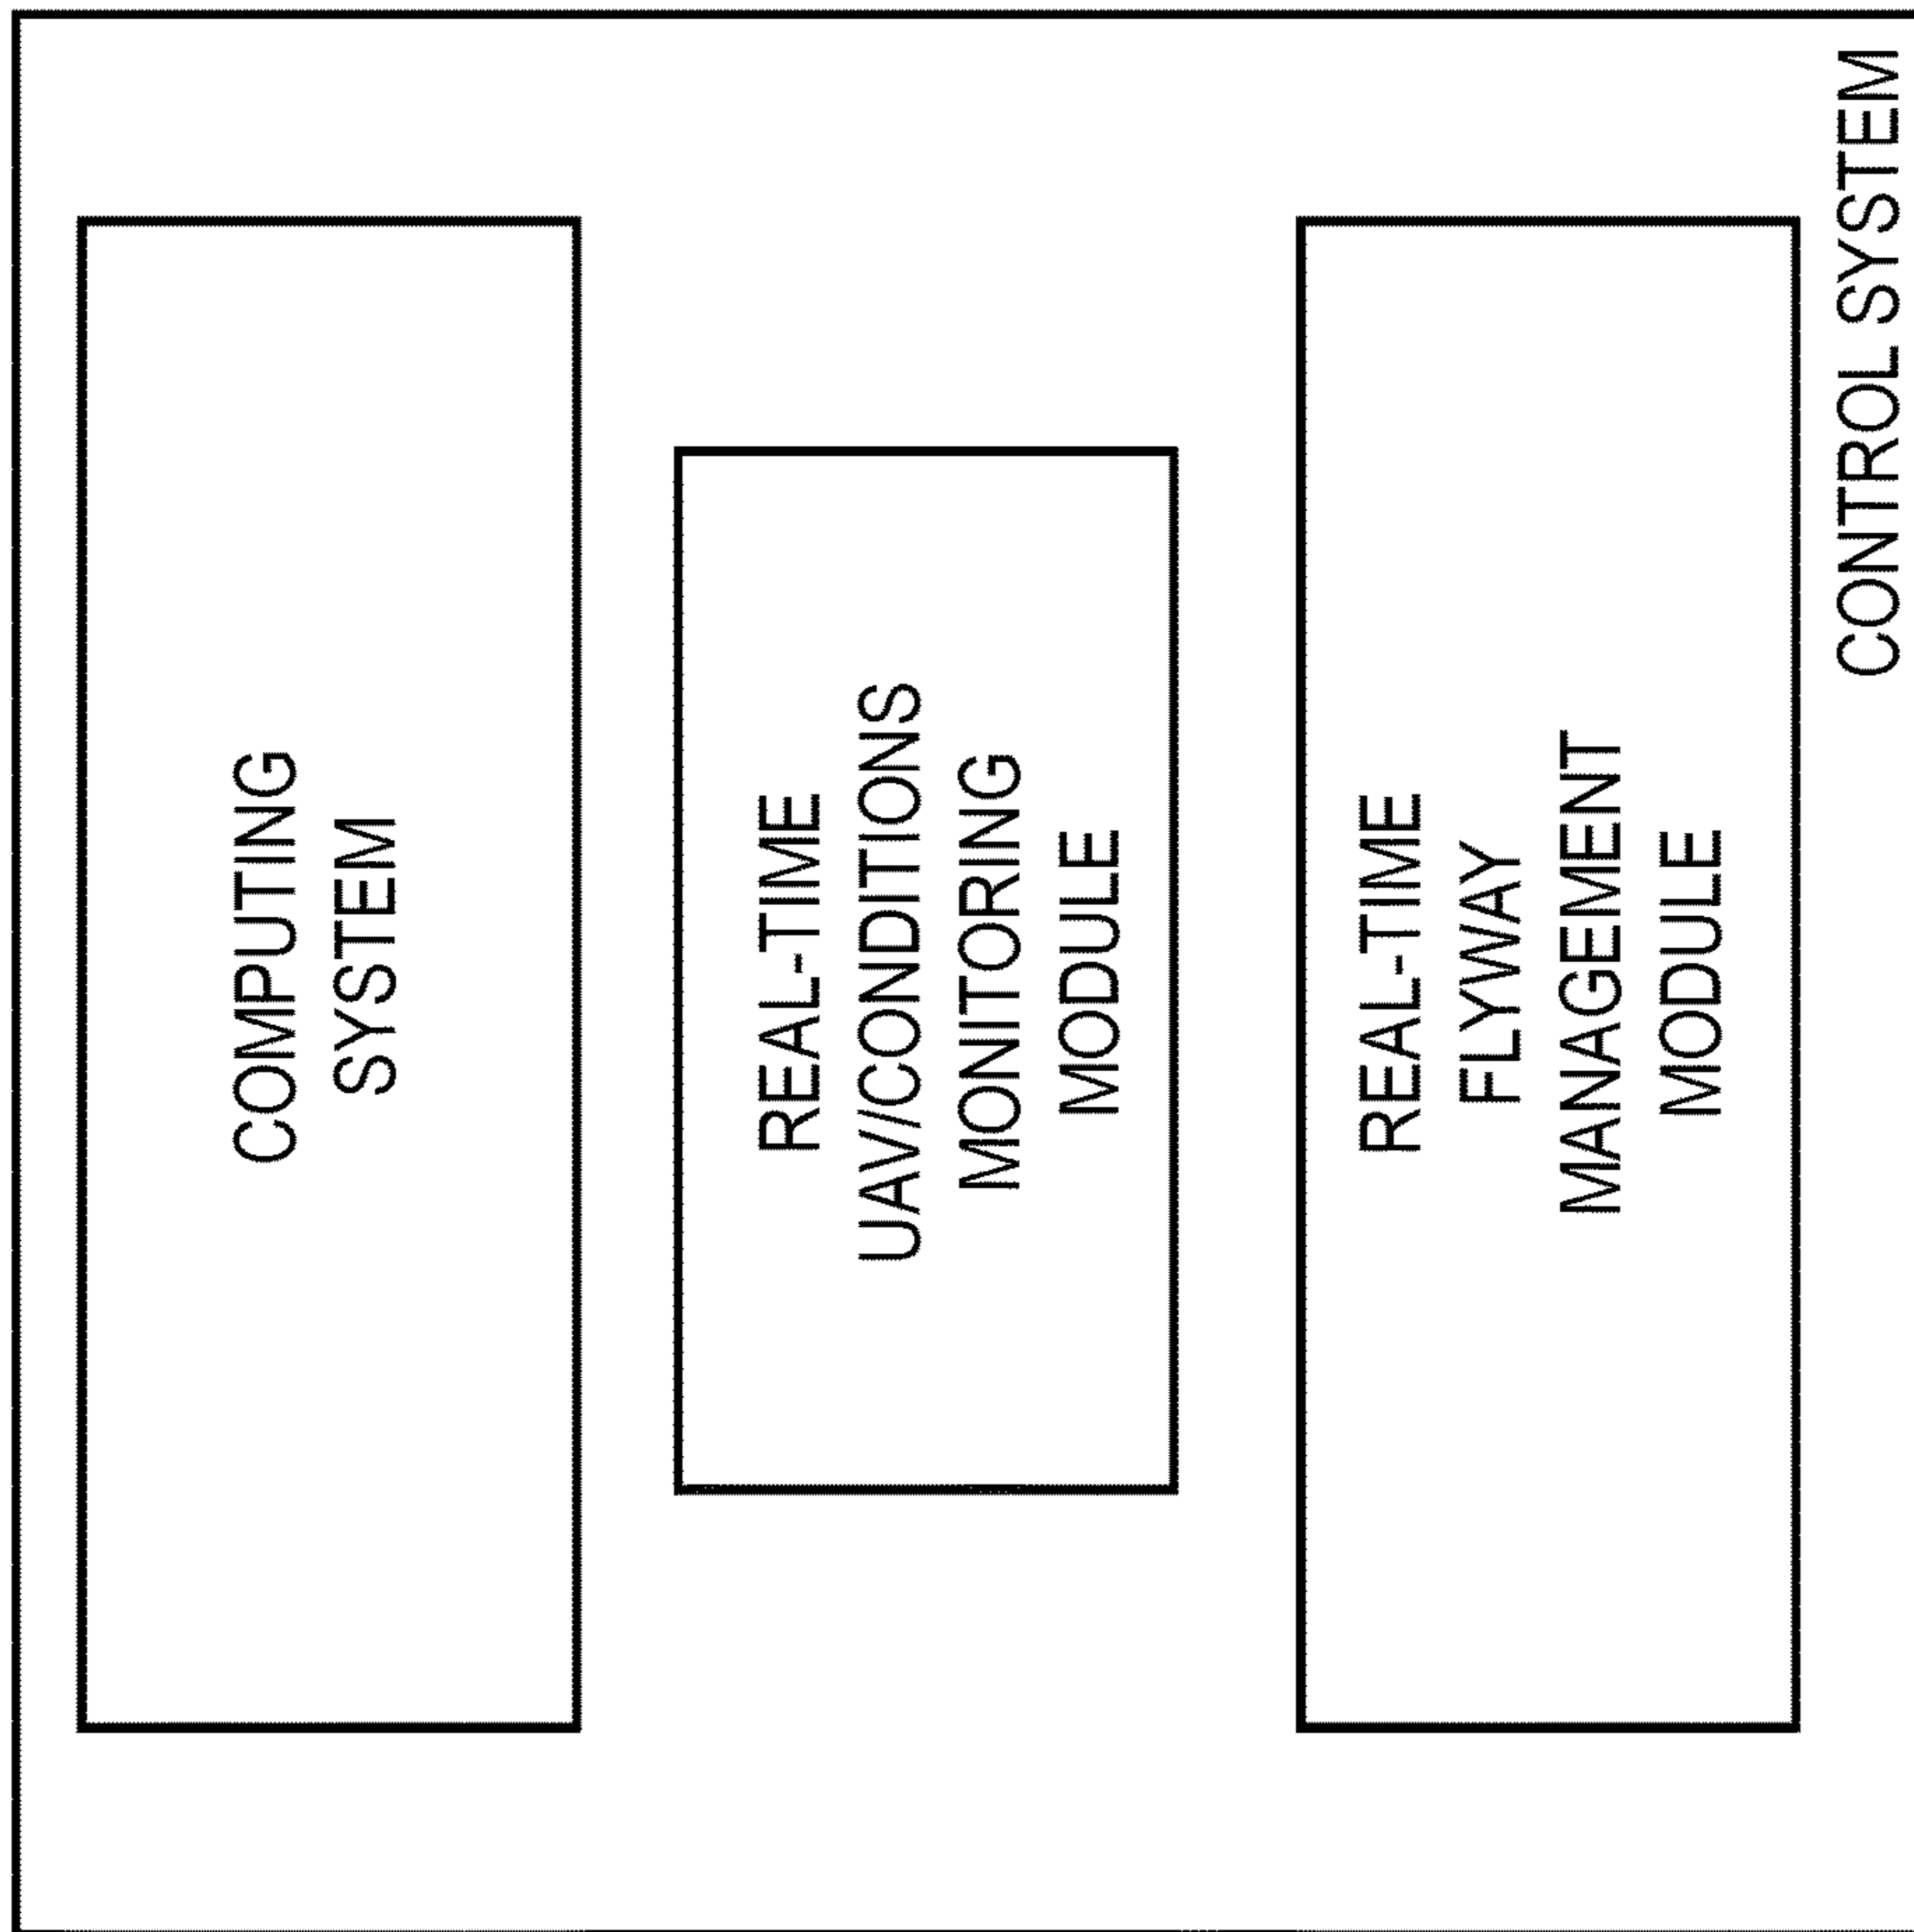 COMPUTING
SYSTEM
REAL-TIME
UAV/CONDITIONS
MONITORING
MODULE
REAL-TIME
FLYWAY
MANAGEMENT
MODULE
CONTROL SYSTEM